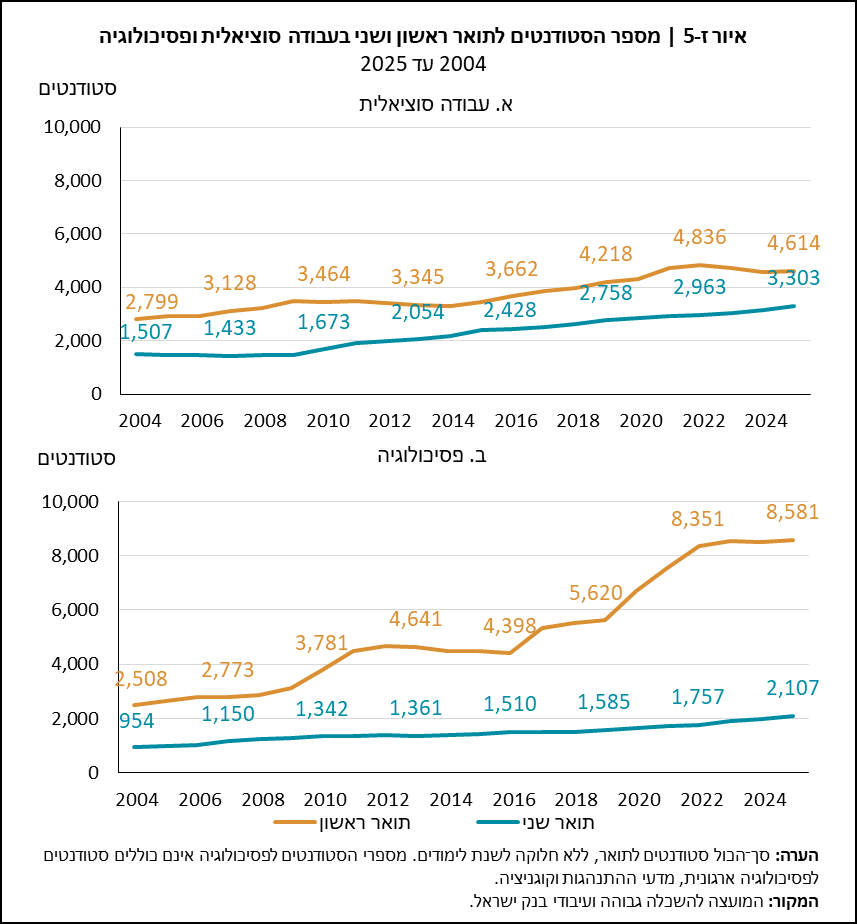 איור ז-5 | מספר הסטודנטים לתואר ראשון ושני בעבודה סוציאלית ופסיכולוגיה
2004 עד 2025
סטודנטים
א. עבודה סוציאלית
10,000
8,000
6,000
4,000
2,000
0
2,799 3,128 3,464 3,345 3,662 4,218 4,836 4,614
1,507 1,433 1,673 2,054 2,428 2,758 2,963 3,303
2004 2006 2008 2010 2012 2014 2016 2018 2020 2022 2024
סטודנטים
ב. פסיכולוגיה
10,000
8,000
6,000
4,000
2,000
0
2,508 2,773 3,781 4,641 4,398 5,620 8,351 8,581
954 1,150 1,342 1,361 1,510 1,585 1,757 2,107
2004 2006 2008 2010 2012 2014 2016 2018 2020 2022 2024
תואר ראשון
תואר שני
הערה: סך־הכול סטודנטים לתואר, ללא חלוקה לשנת לימודים. מספרי הסטודנטים לפסיכולוגיה אינם כוללים סטודנטים
לפסיכולוגיה ארגונית, מדעי ההתנהגות וקוגניציה.
המקור: המועצה להשכלה גבוהה ועיבודי בנק ישראל.